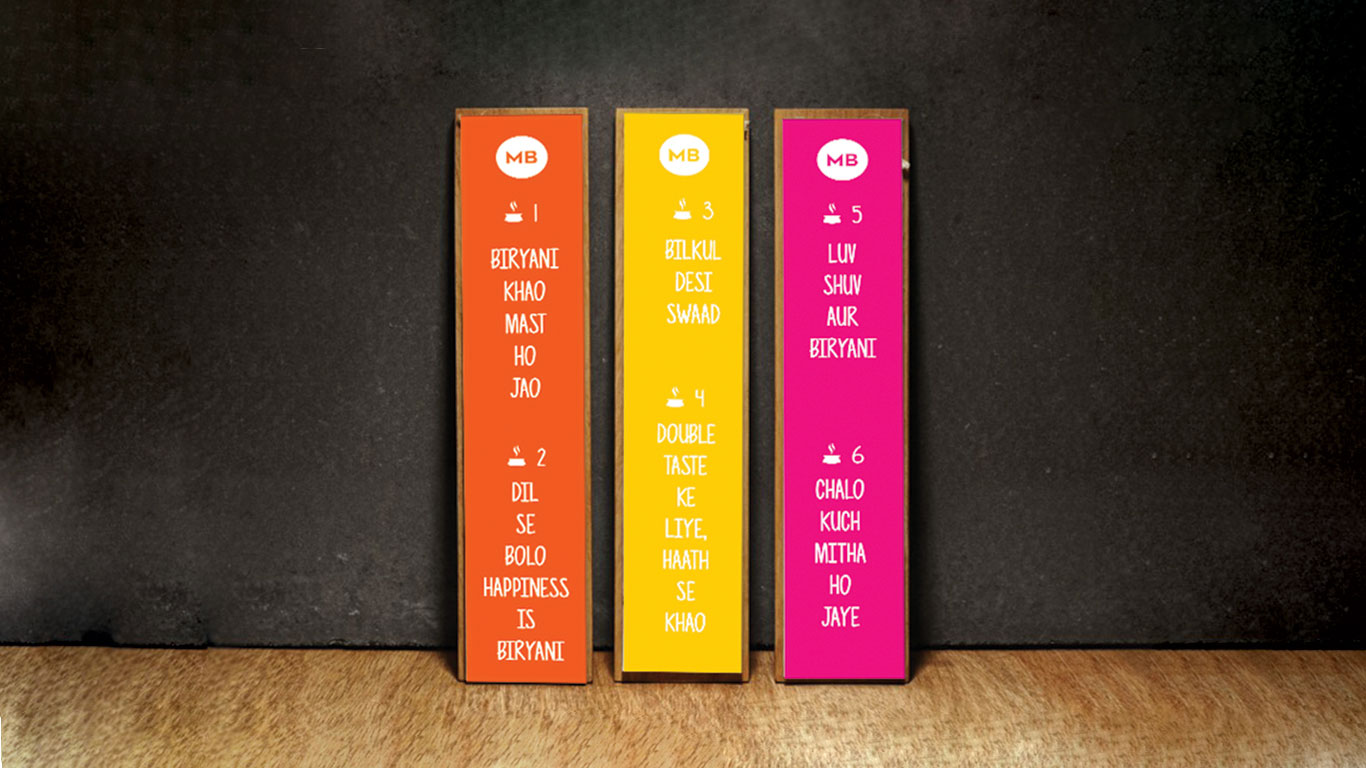 MB
1
BIRYANI
KHAO
MAST
HO
JAO
2
DIL
SE
BOLO
HAPPINESS
IS
BIRYANI
MB
3
BILKUL
DESI
SWAAD
4
DOUBLE
TASTE
KE
LIYE,
HAATH
SE
KHAO
MB
5
LUV
SHUV
AUR
BIRYANI
6
CHALO
KUCH
MITHA
HO
JAYE